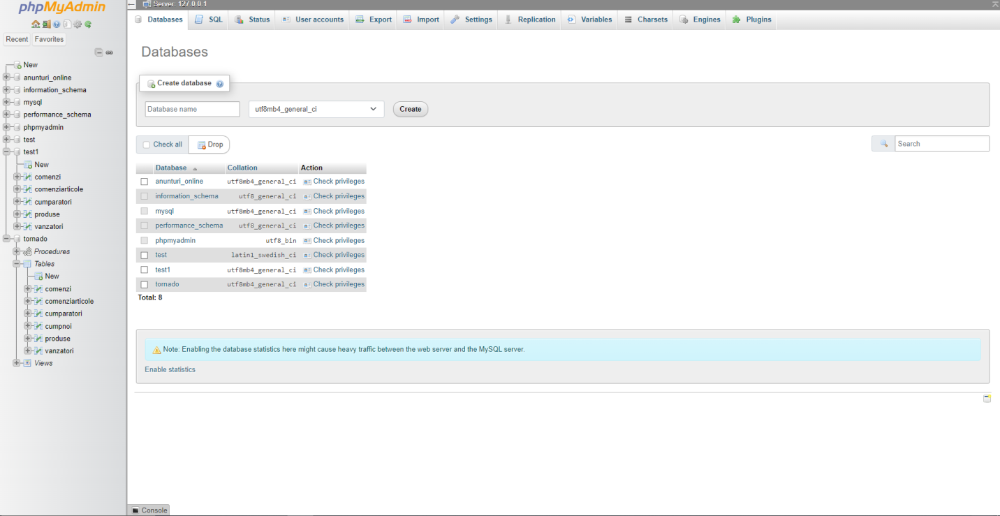 phpMyAdmin
Recent Favorites
New
anunturi_online
information_schema
mysql
performance_schema
phpmyadmin
test
test1
New
comenzi
comenziarticole
cumparatori
produse
vanzatori
tornado
Procedures
Tables
New
comenzi
comenziarticole
cumparatori
cumpnoi
produse
vanzatori
Views
Server: 127.0.0.1
Databases SQL Status User accounts Export Import Settings Replication Variables Charsets Engines Plugins
Databases
Create database
Database name utf8mb4_general_ci Create
Check all Drop Search
Database Collation Action
anunturi_online utf8mb4_general_ci Check privileges
information_schema utf8_general_ci Check privileges
mysql utf8mb4_general_ci Check privileges
performance_schema utf8_general_ci Check privileges
phpmyadmin utf8_bin Check privileges
test latin1_swedish_ci Check privileges
test1 utf8mb4_general_ci Check privileges
tornado utf8mb4_general_ci Check privileges
Total: 8
Note: Enabling the database statistics here might cause heavy traffic between the web server and the MySQL server.
Enable statistics
Console